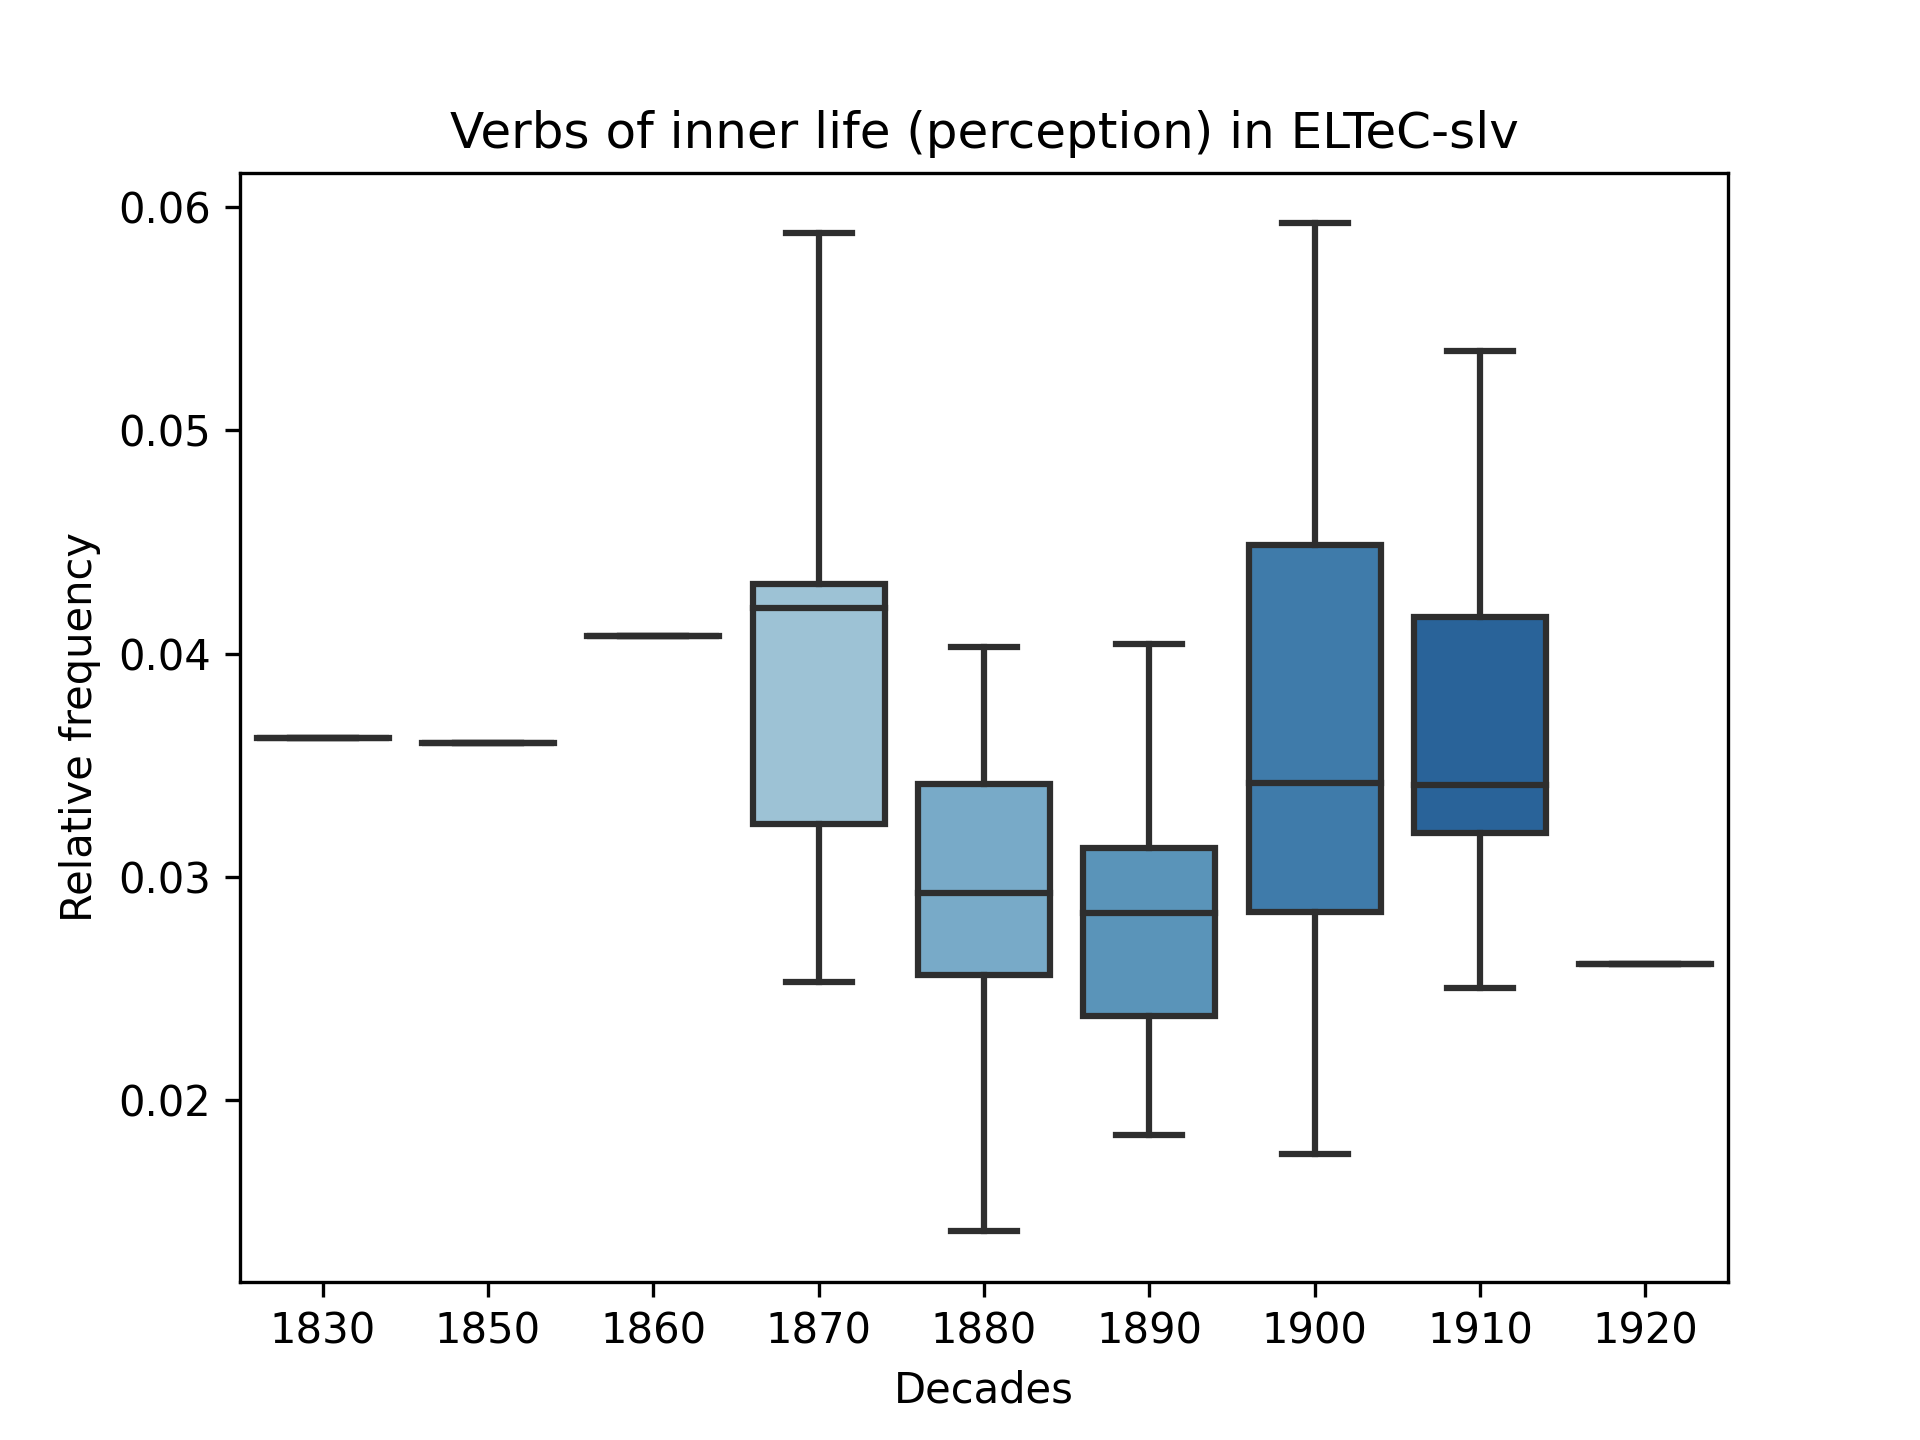 Verbs of inner life (perception) in ELTeC-slv
Relative frequency
0.06
0.05
0.04
0.03
0.02
1830 1850 1860 1870 1880 1890 1900 1910 1920
Decades